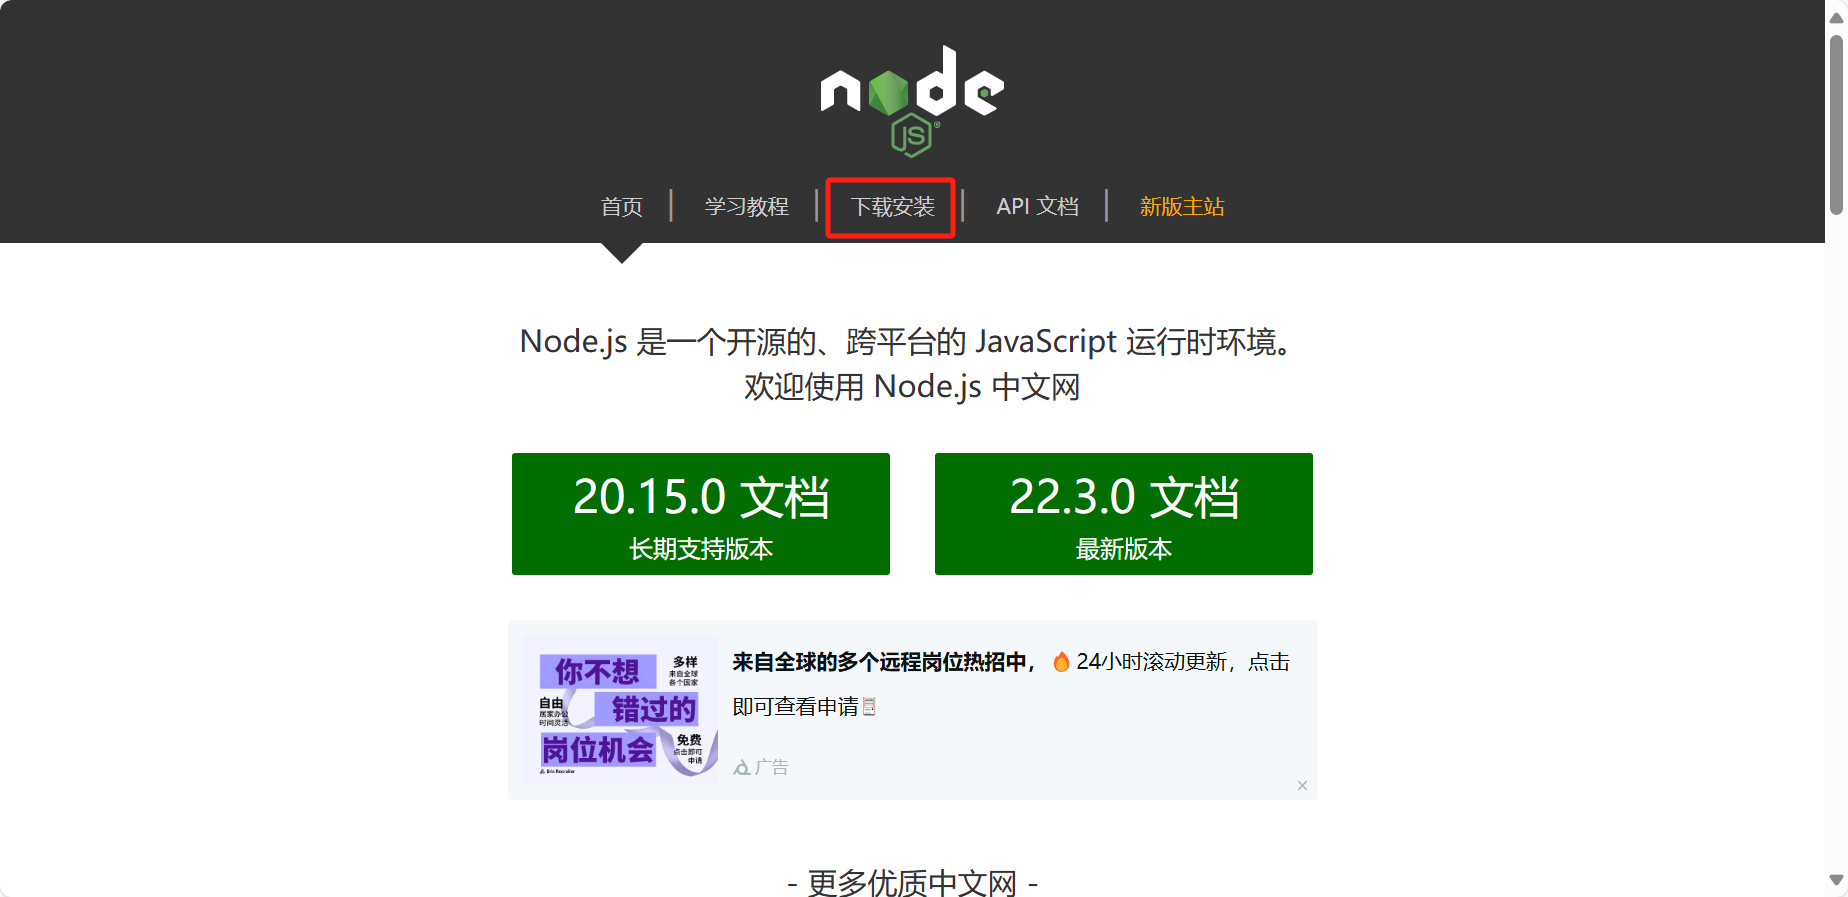 node
JS
首页
学习教程
下载安装
API 文档
新版主站
Node.js 是一个开源的、跨平台的 JavaScript 运行时环境。
欢迎使用 Node.js 中文网
20.15.0 文档
长期支持版本
22.3.0 文档
最新版本
你不想
多样
来自全球
各个国家
自由
居家办公
时间灵活
错过的
岗位机会
免费
点击即可
申请
Brix Recruiter
来自全球的多个远程岗位热招中，🔥 24小时滚动更新，点击
即可查看申请
广告
×
- 更多优质中文网 -